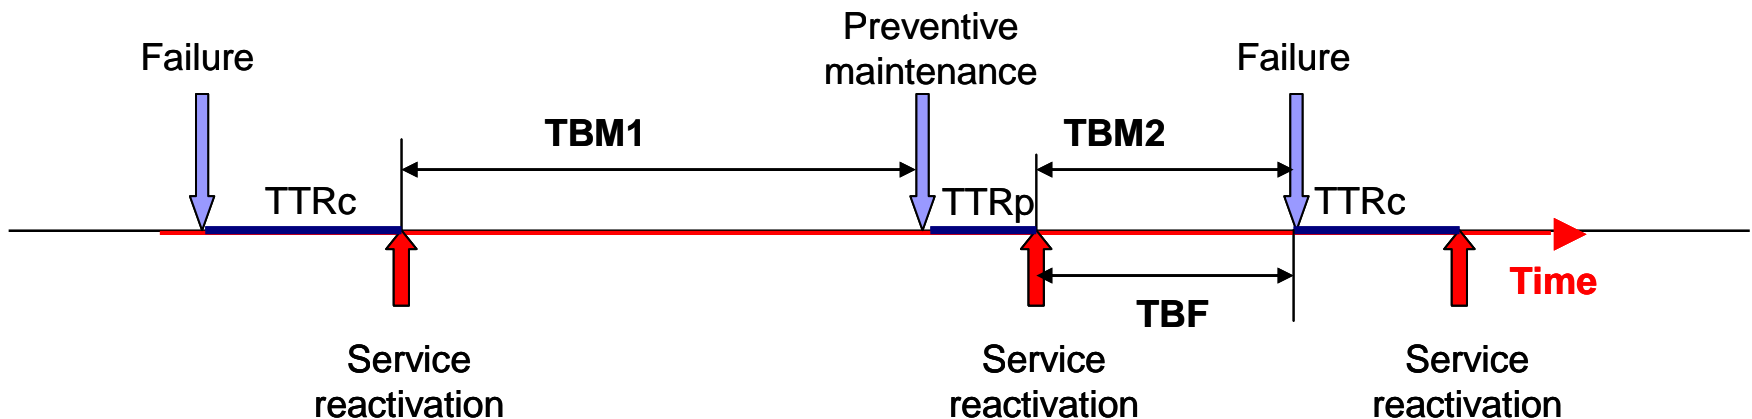 Failure
Preventive
maintenance
Failure
TBM1
TBM2
TTRc
TTRp
TTRc
Time
TBF
Service
reactivation
Service
reactivation
Service
reactivation